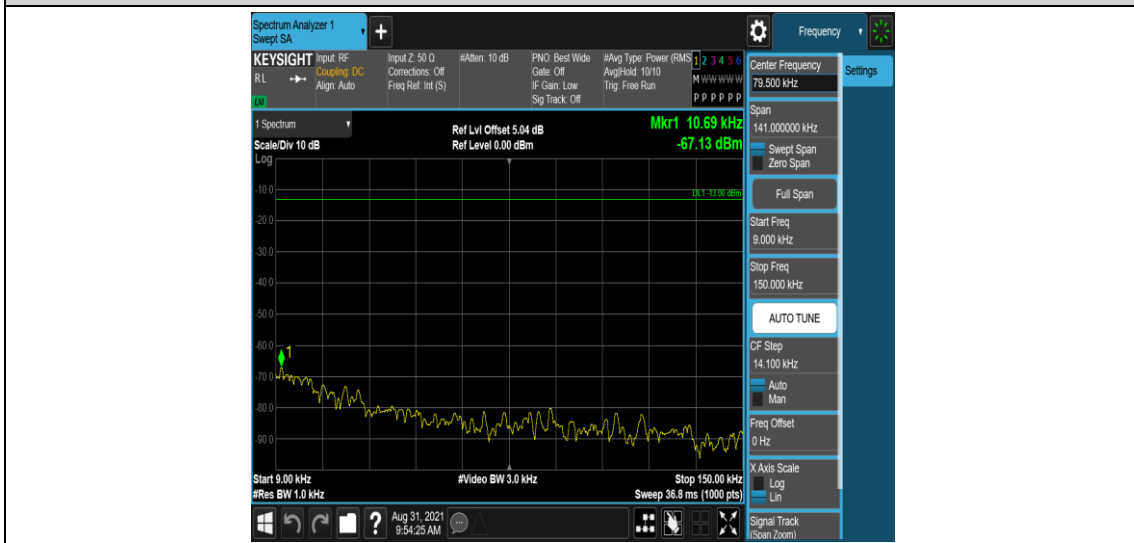 Spectrum Analyzer 1
Swept SA
+
Frequency
KEYSIGHT
RL
LXI
Input: RF
Coupling: DC
Align: Auto
Input Z: 50 Ω
Corrections: Off
Freq Ref: Int (S)
#Atten: 10 dB
PNO: Best Wide
Gate: Off
IF Gain: Low
Sig Track: Off
#Avg Type: Power (RMS
Avg|Hold: 10/10
Trig: Free Run
1 2 3 4 5 6
M W W W W W
P P P P P P
1 Spectrum
Scale/Div 10 dB
Log
Ref Lvl Offset 5.04 dB
Ref Level 0.00 dBm
Mkr1 10.69 kHz
-67.13 dBm
DL1 -13.00 dBm
-10.0
-20.0
-30.0
-40.0
-50.0
-60.0
1
-70.0
-80.0
-90.0
Start 9.00 kHz
#Res BW 1.0 kHz
#Video BW 3.0 kHz
Stop 150.00 kHz
Sweep 36.8 ms (1000 pts)
Center Frequency
79.500 kHz
Settings
Span
141.000000 kHz
Swept Span
Zero Span
Full Span
Start Freq
9.000 kHz
Stop Freq
150.000 kHz
AUTO TUNE
CF Step
14.100 kHz
Auto
Man
Freq Offset
0 Hz
X Axis Scale
Log
Lin
Signal Track
(Span Zoom)
?
Aug 31, 2021
9:54:25 AM